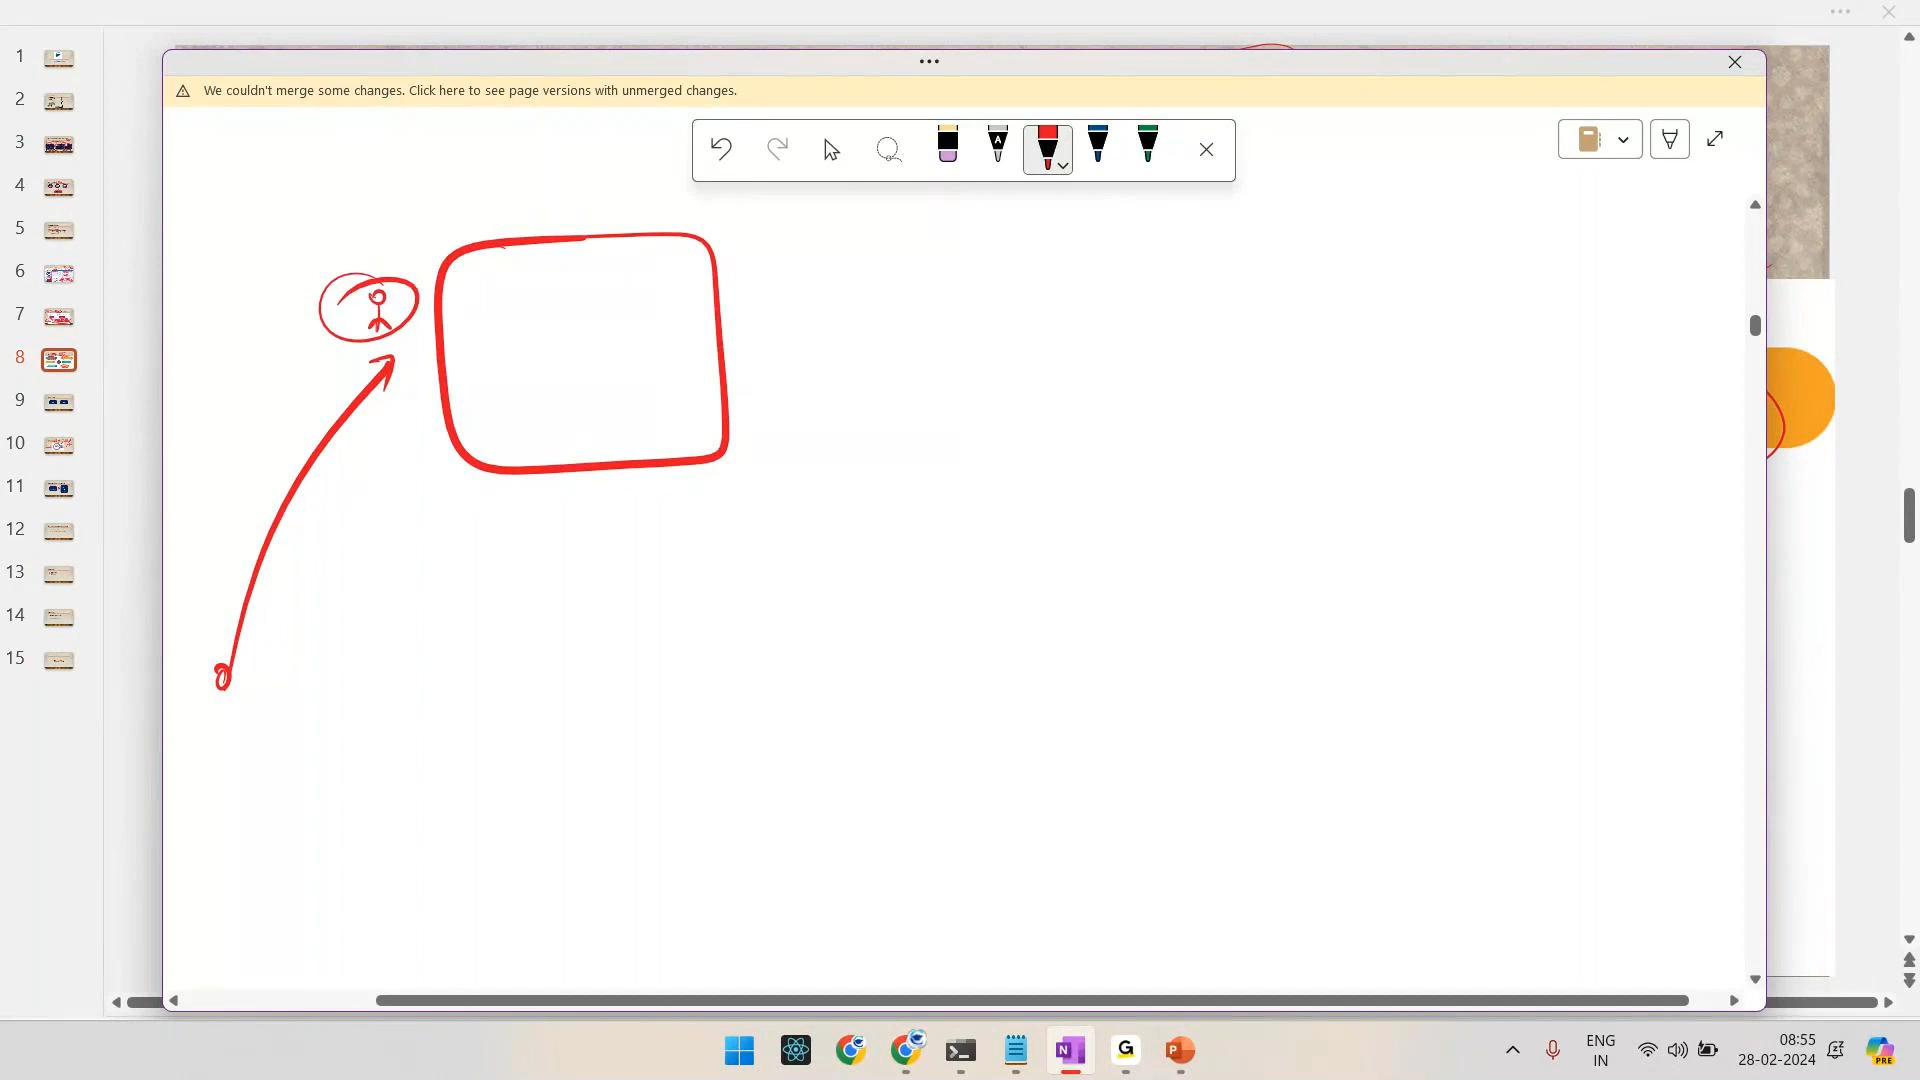 We couldn't merge some changes. Click here to see page versions with unmerged changes.
A
1
2
3
4
5
6
7
8
9
10
11
12
13
14
15
N
G
P
ENG
IN
08:55
28-02-2024
PRE